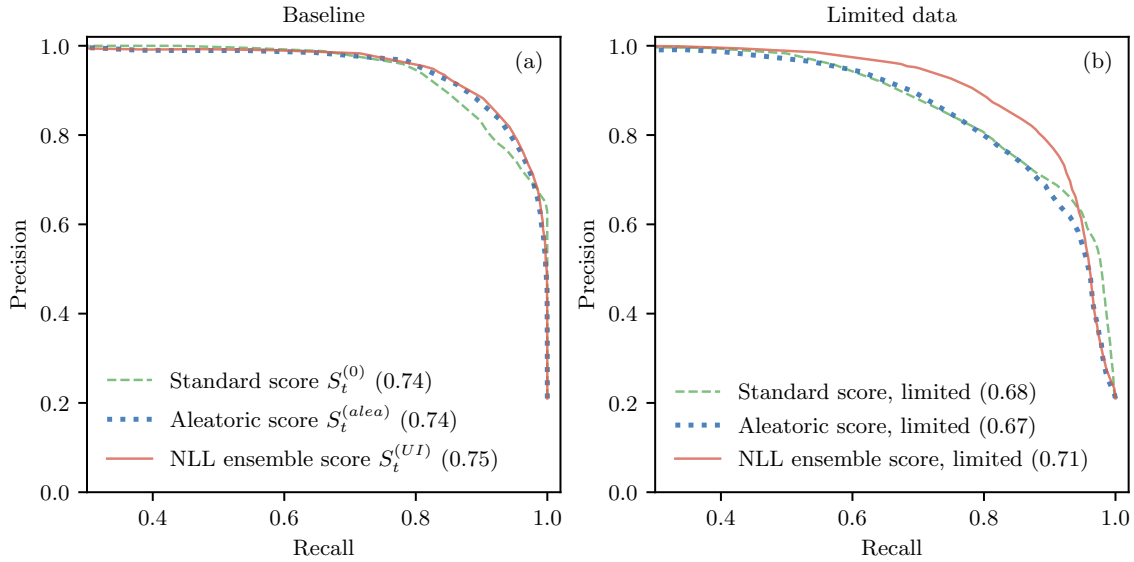 Baseline
Limited data
(a)
(b)
Precision
1.0
0.8
0.6
0.4
0.2
0.0
Standard score S_t^{(0)} (0.74)
Aleatoric score S_t^{(alea)} (0.74)
NLL ensemble score S_t^{(UI)} (0.75)
0.4
0.6
0.8
1.0
Recall
Precision
1.0
0.8
0.6
0.4
0.2
0.0
Standard score, limited (0.68)
Aleatoric score, limited (0.67)
NLL ensemble score, limited (0.71)
0.4
0.6
0.8
1.0
Recall